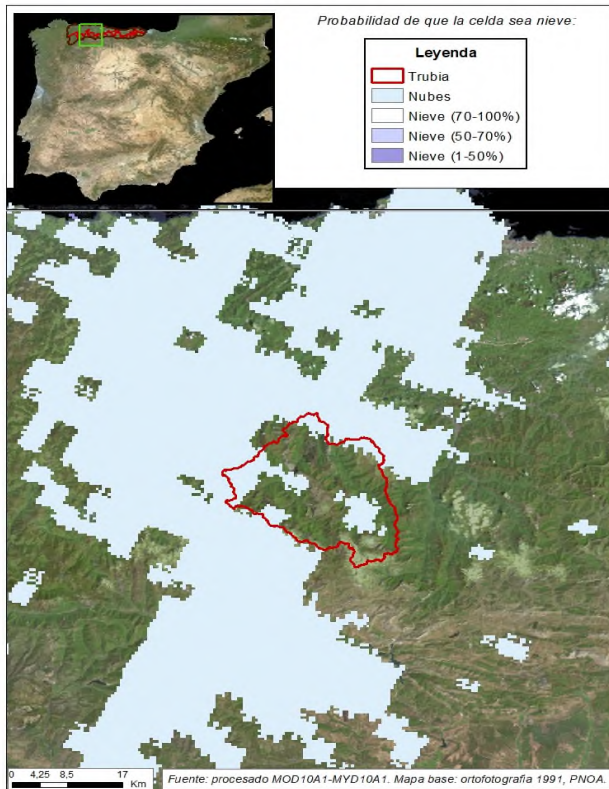 Probabilidad de que la celda sea nieve:
Leyenda
Trubia
Nubes
Nieve (70-100%)
Nieve (50-70%)
Nieve (1-50%)
0 4,25 8,5 17
Km
Fuente: procesado MOD10A1-MYD10A1. Mapa base: ortofotografia 1991, PNOA.